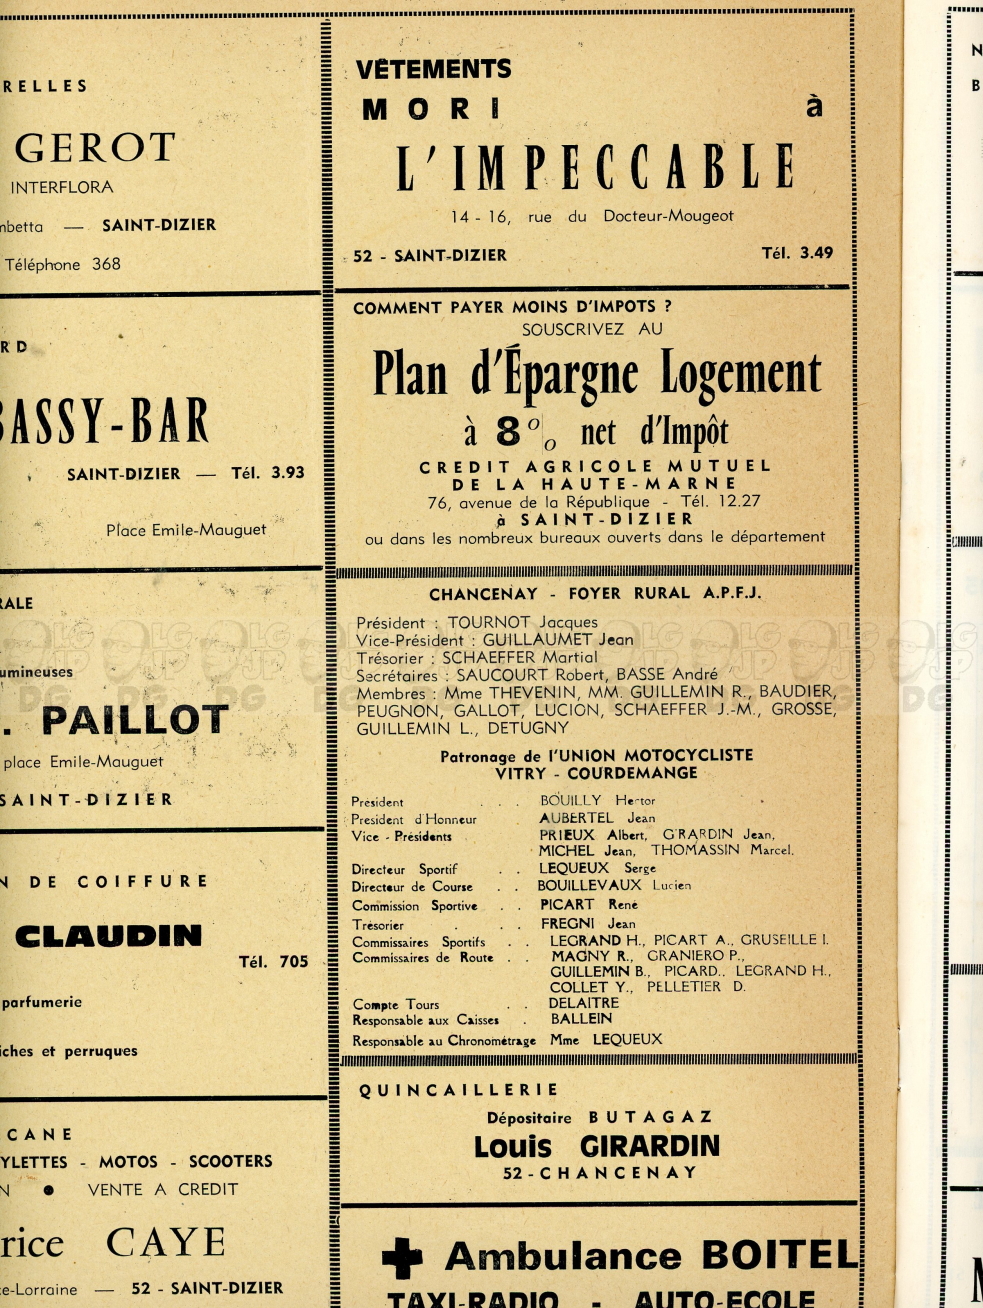 RELLES
GEROT
INTERFLORA
mbetta — SAINT-DIZIER
Téléphone 368
RD
BASSY-BAR
SAINT-DIZIER — Tél. 3.93
Place Emile-Mauguet
RALE
umineuses
. PAILLOT
place Emile-Mauguet
SAINT-DIZIER
N DE COIFFURE
CLAUDIN
Tél. 705
parfumerie
iches et perruques
CANE
YLETTES - MOTOS - SCOOTERS
N ● VENTE A CREDIT
rice CAYE
ce-Lorraine — 52 - SAINT-DIZIER
VÊTEMENTS
MORI à
L'IMPECCABLE
14 - 16, rue du Docteur-Mougeot
52 - SAINT-DIZIER Tél. 3.49
COMMENT PAYER MOINS D'IMPOTS ?
SOUSCRIVEZ AU
Plan d'Épargne Logement
à 8% net d'Impôt
CREDIT AGRICOLE MUTUEL
DE LA HAUTE-MARNE
76, avenue de la République - Tél. 12.27
à SAINT-DIZIER
ou dans les nombreux bureaux ouverts dans le département
CHANCENAY - FOYER RURAL A.P.F.J.
Président : TOURNOT Jacques
Vice-Président : GUILLAUMET Jean
Trésorier : SCHAEFFER Martial
Secrétaires : SAUCOURT Robert, BASSE André
Membres : Mme THEVENIN, MM. GUILLEMIN R., BAUDIER,
PEUGNON, GALLOT, LUCION, SCHAEFFER J.-M., GROSSE,
GUILLEMIN L., DETUGNY
Patronage de l'UNION MOTOCYCLISTE
VITRY - COURDEMANGE
Président . . . BOUILLY Hector
President d'Honneur AUBERTEL Jean
Vice - Présidents PRIEUX Albert, GIRARDIN Jean,
MICHEL Jean, THOMASSIN Marcel.
Directeur Sportif . . LEQUEUX Serge
Directeur de Course . . BOUILLEVAUX Lucien
Commission Sportive . . PICART René
Trésorier . . . FREGNI Jean
Commissaires Sportifs . . LEGRAND H., PICART A., GRUSEILLE I.
Commissaires de Route . . MAGNY R., GRANIERO P.,
GUILLEMIN B., PICARD., LEGRAND H.,
COLLET Y., PELLETIER D.
Compte Tours . . DELAITRE
Responsable aux Caisses . BALLEIN
Responsable au Chronométrage Mme LEQUEUX
QUINCAILLERIE
Dépositaire BUTAGAZ
Louis GIRARDIN
52 - CHANCENAY
Ambulance BOITEL
TAXI-RADIO - AUTO-ECOLE
N
B
M